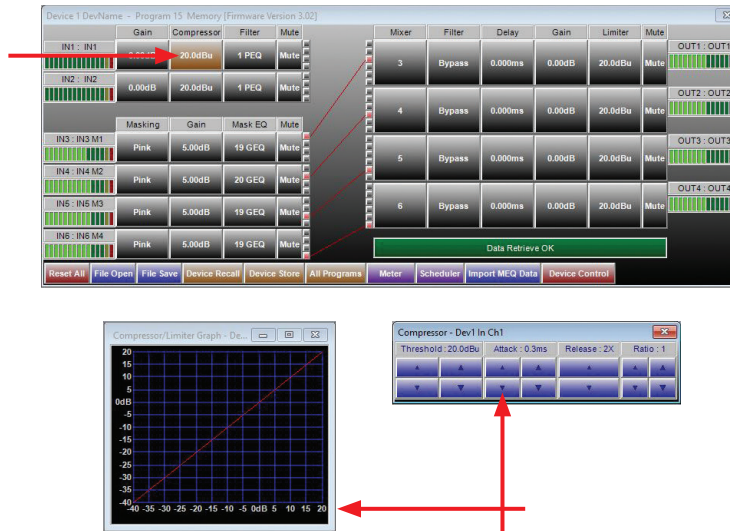 Device 1 DevName - Program 15 Memory [Firmware Version 3.02]
Gain Compressor Filter Mute Mixer Filter Delay Gain Limiter Mute
IN1 : IN1 20.0dBu 1 PEQ Mute 3 Bypass 0.000ms 0.00dB 20.0dBu Mute OUT1 : OUT1
IN2 : IN2 0.00dB 20.0dBu 1 PEQ Mute 4 Bypass 0.000ms 0.00dB 20.0dBu Mute OUT2 : OUT2
Masking Gain Mask EQ Mute
IN3 : IN3 M1 Pink 5.00dB 19 GEQ Mute 5 Bypass 0.000ms 0.00dB 20.0dBu Mute OUT3 : OUT3
IN4 : IN4 M2 Pink 5.00dB 20 GEQ Mute
IN5 : IN5 M3 Pink 5.00dB 19 GEQ Mute 6 Bypass 0.000ms 0.00dB 20.0dBu Mute OUT4 : OUT4
IN6 : IN6 M4 Pink 5.00dB 19 GEQ Mute
Data Retrieve OK
Reset All File Open File Save Device Recall Device Store All Programs Meter Scheduler Import MEQ Data Device Control
Compressor/Limiter Graph - De...
20
15
10
5
0dB
-5
-10
-15
-20
-25
-30
-35
-40
-40 -35 -30 -25 -20 -15 -10 -5 0dB 5 10 15 20
Compressor - Dev1 In Ch1
Threshold : 20.0dBu Attack : 0.3ms Release : 2X Ratio : 1